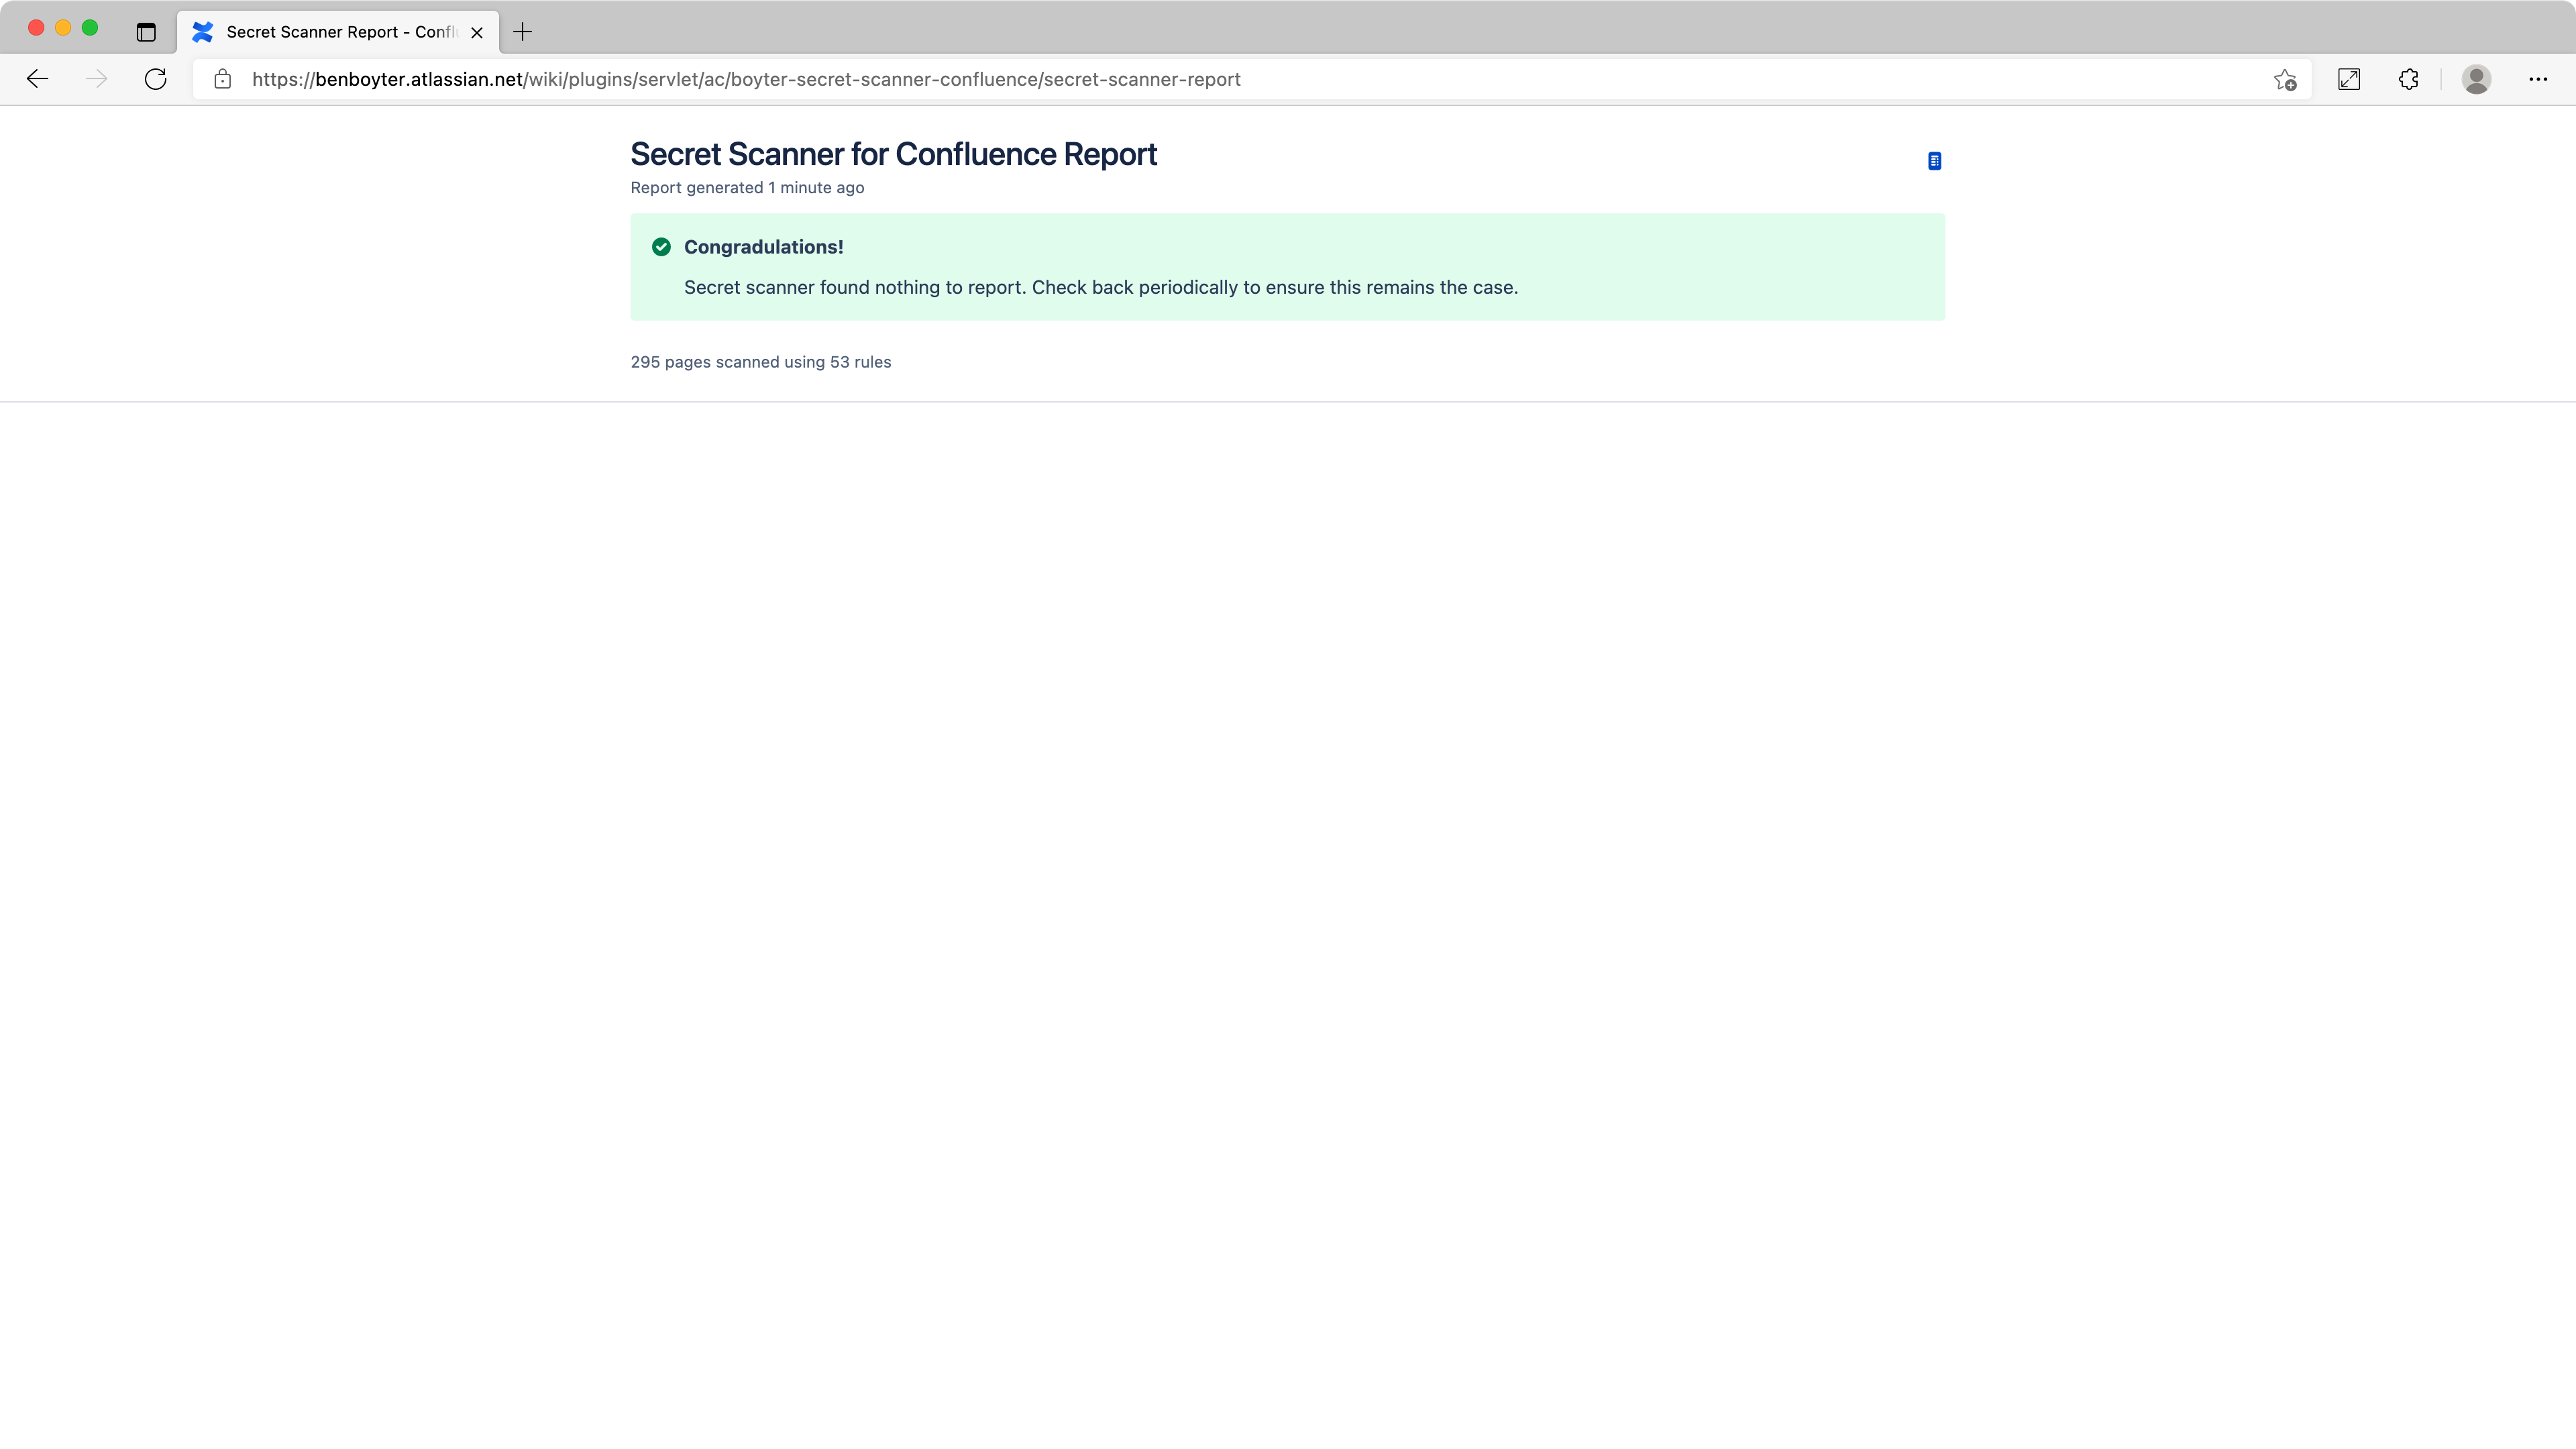 Secret Scanner Report - Confl
https://benboyter.atlassian.net/wiki/plugins/servlet/ac/boyter-secret-scanner-confluence/secret-scanner-report
Secret Scanner for Confluence Report
Report generated 1 minute ago
Congradulations!
Secret scanner found nothing to report. Check back periodically to ensure this remains the case.
295 pages scanned using 53 rules